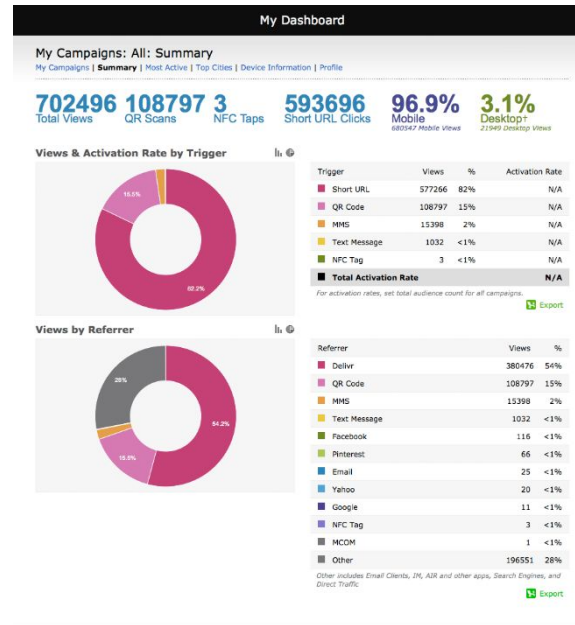 My Dashboard
My Campaigns: All: Summary
My Campaigns | Summary | Most Active | Top Cities | Device Information | Profile
702496 108797 3 593696 96.9% 3.1%
Total Views QR Scans NFC Taps Short URL Clicks Mobile Desktop+
680547 Mobile Views 21949 Desktop Views
Views & Activation Rate by Trigger
82.2%
Trigger Views % Activation Rate
Short URL 577266 82% N/A
QR Code 108797 15% N/A
MMS 15398 2% N/A
Text Message 1032 <1% N/A
NFC Tag 3 <1% N/A
Total Activation Rate N/A
For activation rates, set total audience count for all campaigns.
Export
Views by Referrer
28%
54.2%
15.5%
Referrer Views %
Delivr 380476 54%
QR Code 108797 15%
MMS 15398 2%
Text Message 1032 <1%
Facebook 116 <1%
Pinterest 66 <1%
Email 25 <1%
Yahoo 20 <1%
Google 11 <1%
NFC Tag 3 <1%
MCOM 1 <1%
Other 196551 28%
Other includes Email Clients, IM, AIR and other apps, Search Engines, and
Direct Traffic
Export